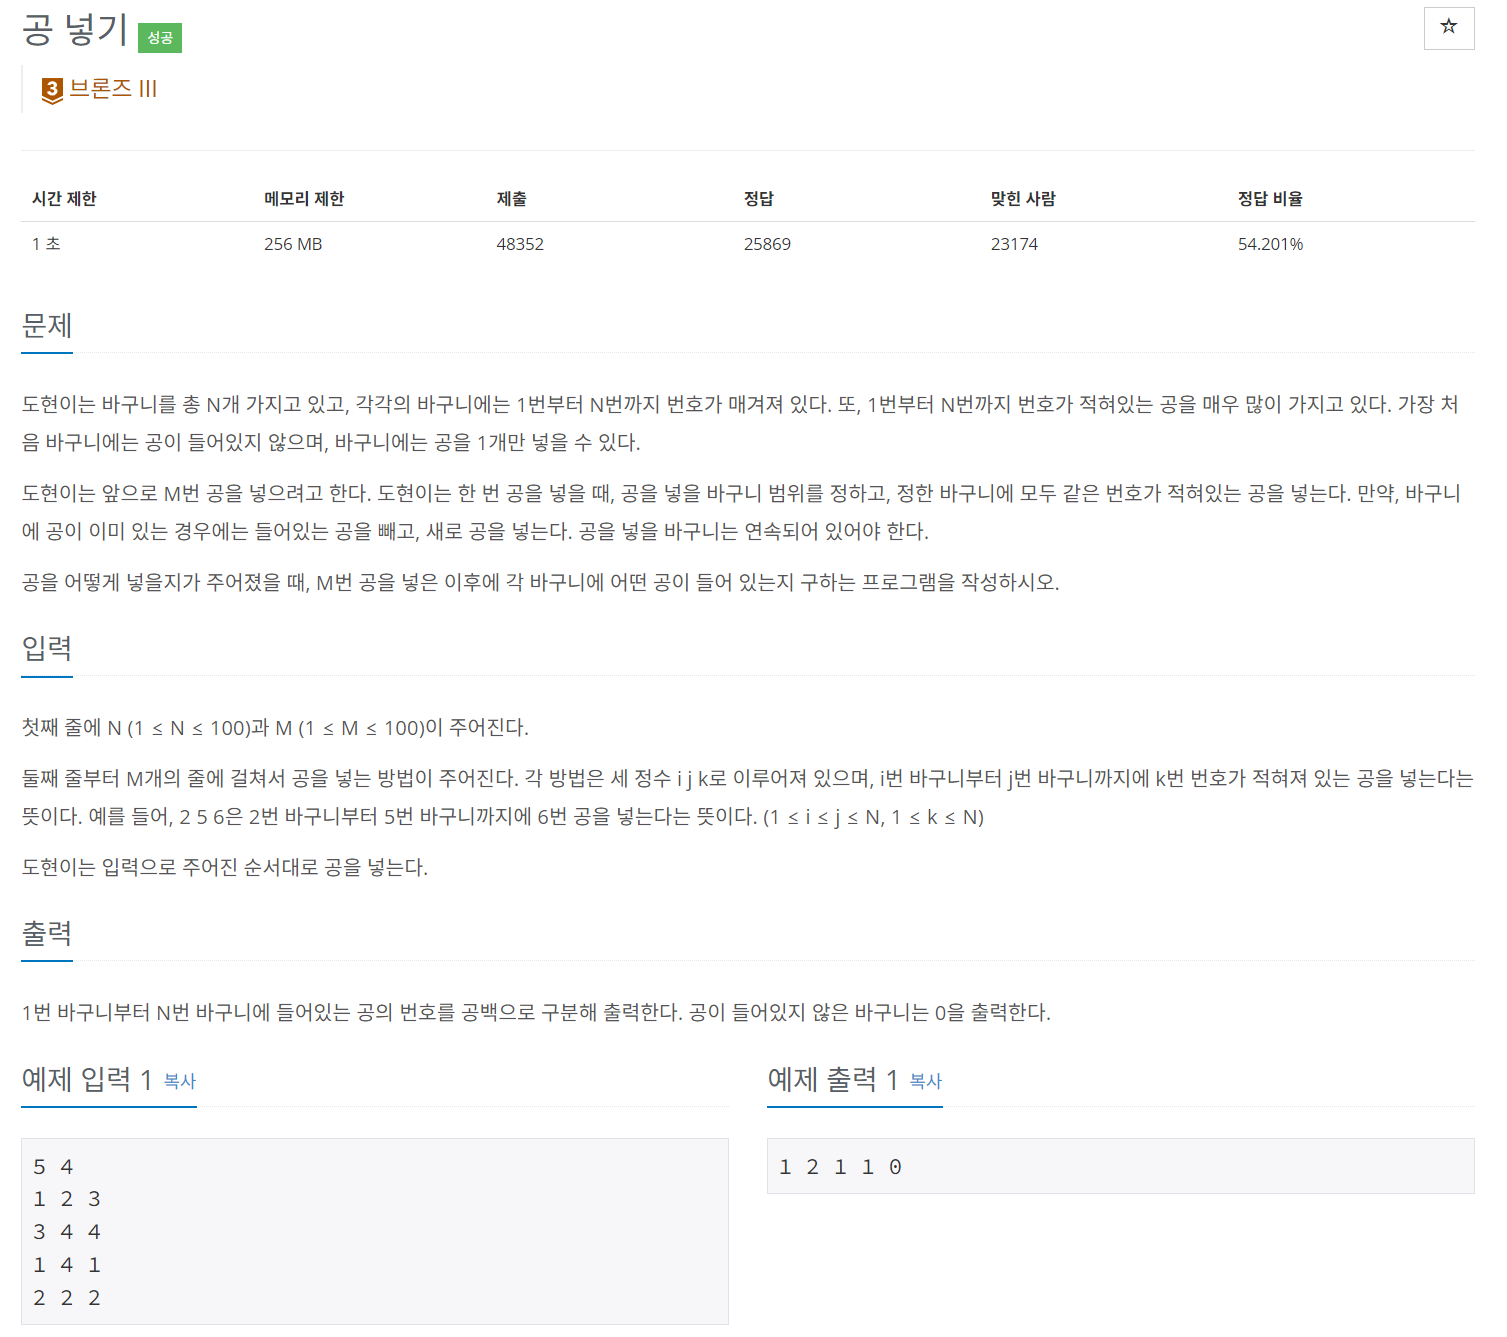 공 넣기 성공
☆
3 브론즈 III
시간 제한 메모리 제한 제출 정답 맞힌 사람 정답 비율
1 초 256 MB 48352 25869 23174 54.201%
문제
도현이는 바구니를 총 N개 가지고 있고, 각각의 바구니에는 1번부터 N번까지 번호가 매겨져 있다. 또, 1번부터 N번까지 번호가 적혀있는 공을 매우 많이 가지고 있다. 가장 처
음 바구니에는 공이 들어있지 않으며, 바구니에는 공을 1개만 넣을 수 있다.
도현이는 앞으로 M번 공을 넣으려고 한다. 도현이는 한 번 공을 넣을 때, 공을 넣을 바구니 범위를 정하고, 정한 바구니에 모두 같은 번호가 적혀있는 공을 넣는다. 만약, 바구니
에 공이 이미 있는 경우에는 들어있는 공을 빼고, 새로 공을 넣는다. 공을 넣을 바구니는 연속되어 있어야 한다.
공을 어떻게 넣을지가 주어졌을 때, M번 공을 넣은 이후에 각 바구니에 어떤 공이 들어 있는지 구하는 프로그램을 작성하시오.
입력
첫째 줄에 N (1 ≤ N ≤ 100)과 M (1 ≤ M ≤ 100)이 주어진다.
둘째 줄부터 M개의 줄에 걸쳐서 공을 넣는 방법이 주어진다. 각 방법은 세 정수 i j k로 이루어져 있으며, i번 바구니부터 j번 바구니까지에 k번 번호가 적혀져 있는 공을 넣는다는
뜻이다. 예를 들어, 2 5 6은 2번 바구니부터 5번 바구니까지에 6번 공을 넣는다는 뜻이다. (1 ≤ i ≤ j ≤ N, 1 ≤ k ≤ N)
도현이는 입력으로 주어진 순서대로 공을 넣는다.
출력
1번 바구니부터 N번 바구니에 들어있는 공의 번호를 공백으로 구분해 출력한다. 공이 들어있지 않은 바구니는 0을 출력한다.
예제 입력 1 복사
5 4
1 2 3
3 4 4
1 4 1
2 2 2
예제 출력 1 복사
1 2 1 1 0